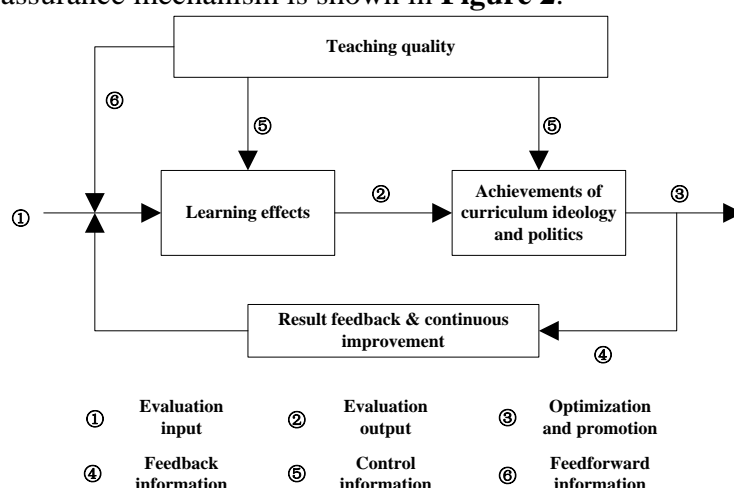 assurance mechanism is shown in Figure 2.
Teaching quality
⑥
⑤
⑤
①
Learning effects
②
Achievements of
curriculum ideology
and politics
③
Result feedback & continuous
improvement
④
① Evaluation
input
② Evaluation
output
③ Optimization
and promotion
④ Feedback
information
⑤ Control
information
⑥ Feedforward
information